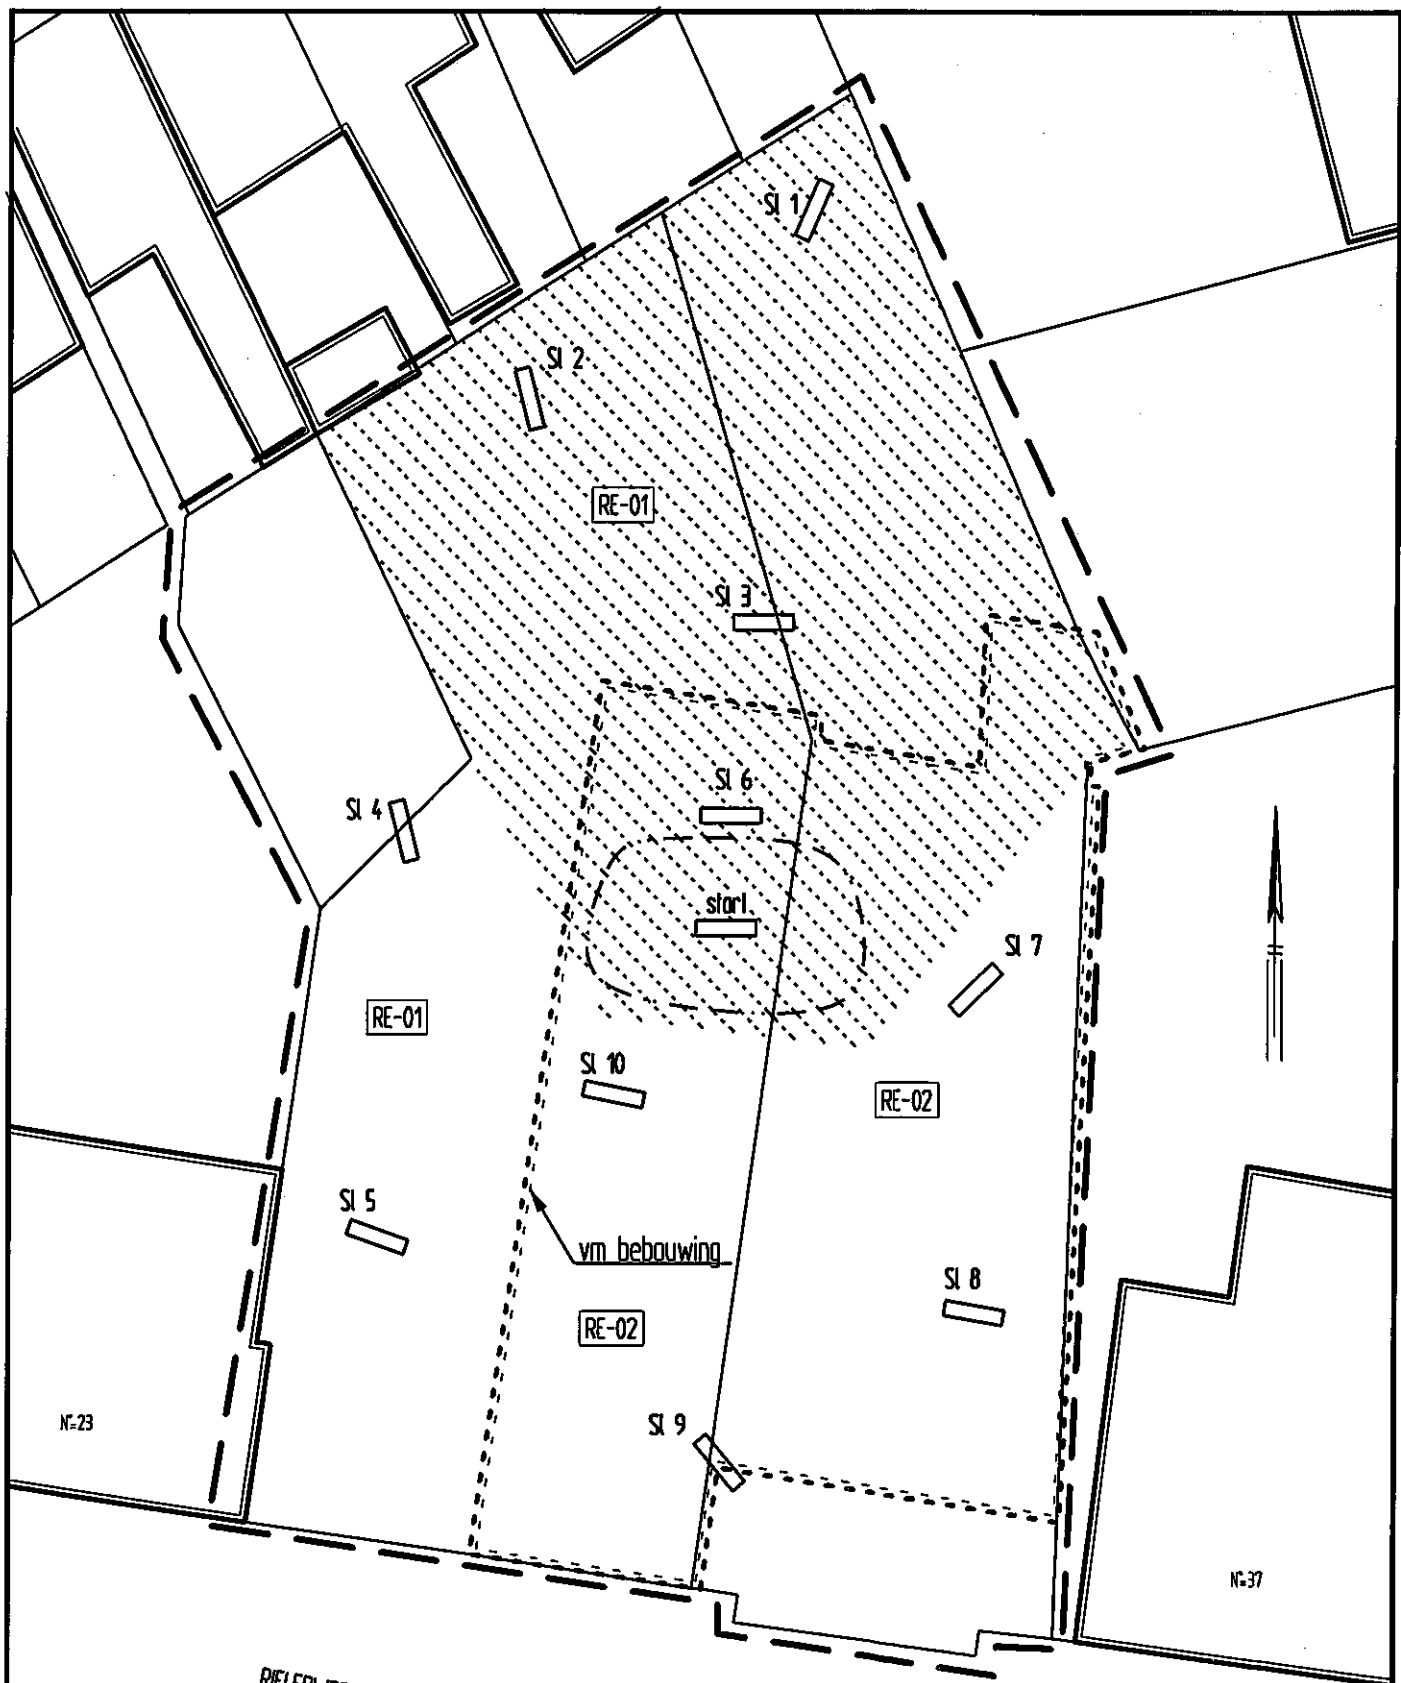 Sl. 1
Sl. 2
RE-01
Sl. 3
Sl. 6
Sl. 4
stort
Sl. 7
RE-01
Sl. 10
RE-02
Sl. 5
vm bebouwing
Sl. 8
RE-02
Sl. 9
N°=23
N°=37